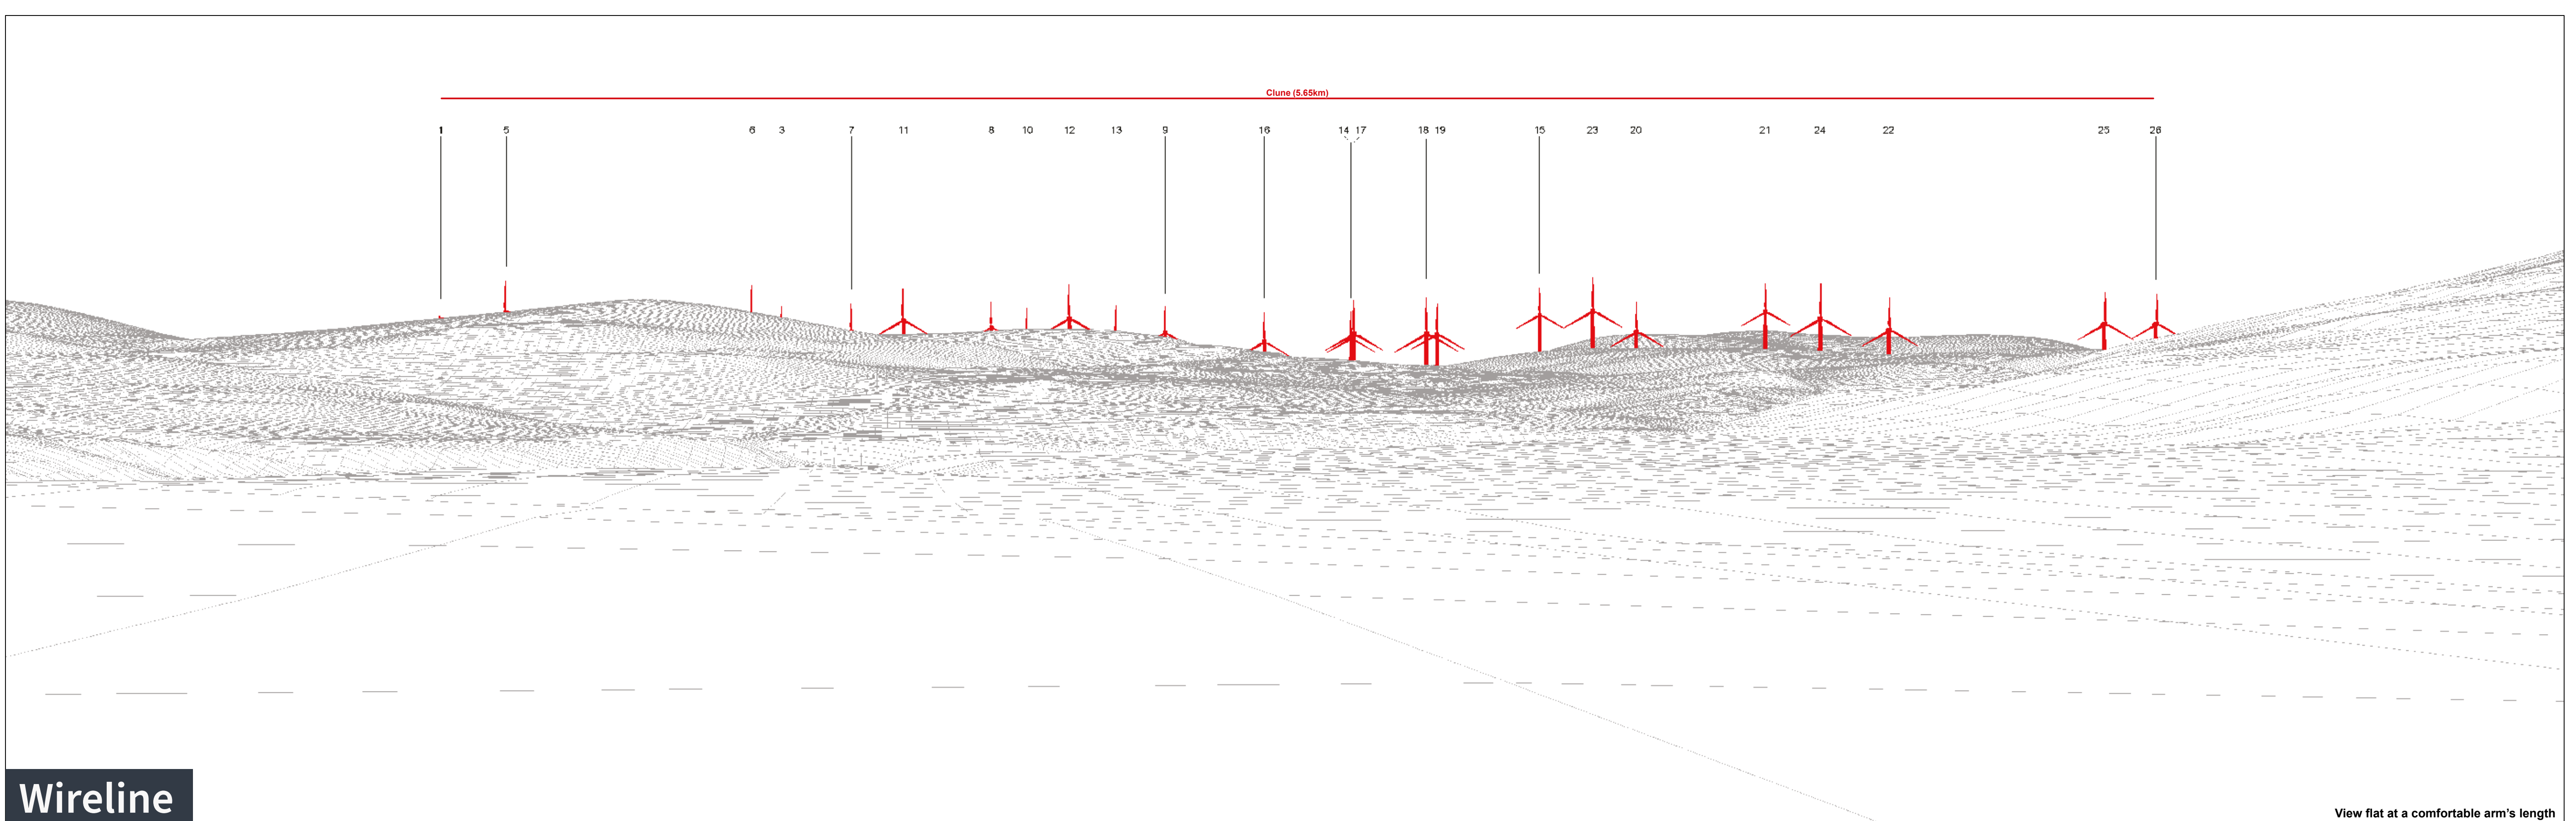 Clune (5.65km)
1 5 6 3 7 11 8 10 12 13 9 16 14 17 18 19 15 23 20 21 24 22 25 26
Wireline
View flat at a comfortable arm's length